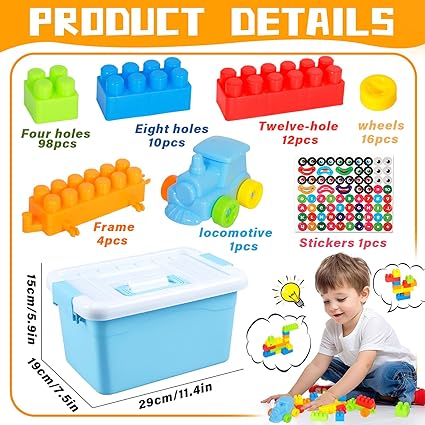 PRODUCT DETAILS
Four holes
98pcs
Eight holes
10pcs
Twelve-hole
12pcs
wheels
16pcs
Frame
4pcs
locomotive
1pcs
Stickers 1pcs
15cm/5.9in
19cm/7.5in
29cm/11.4in